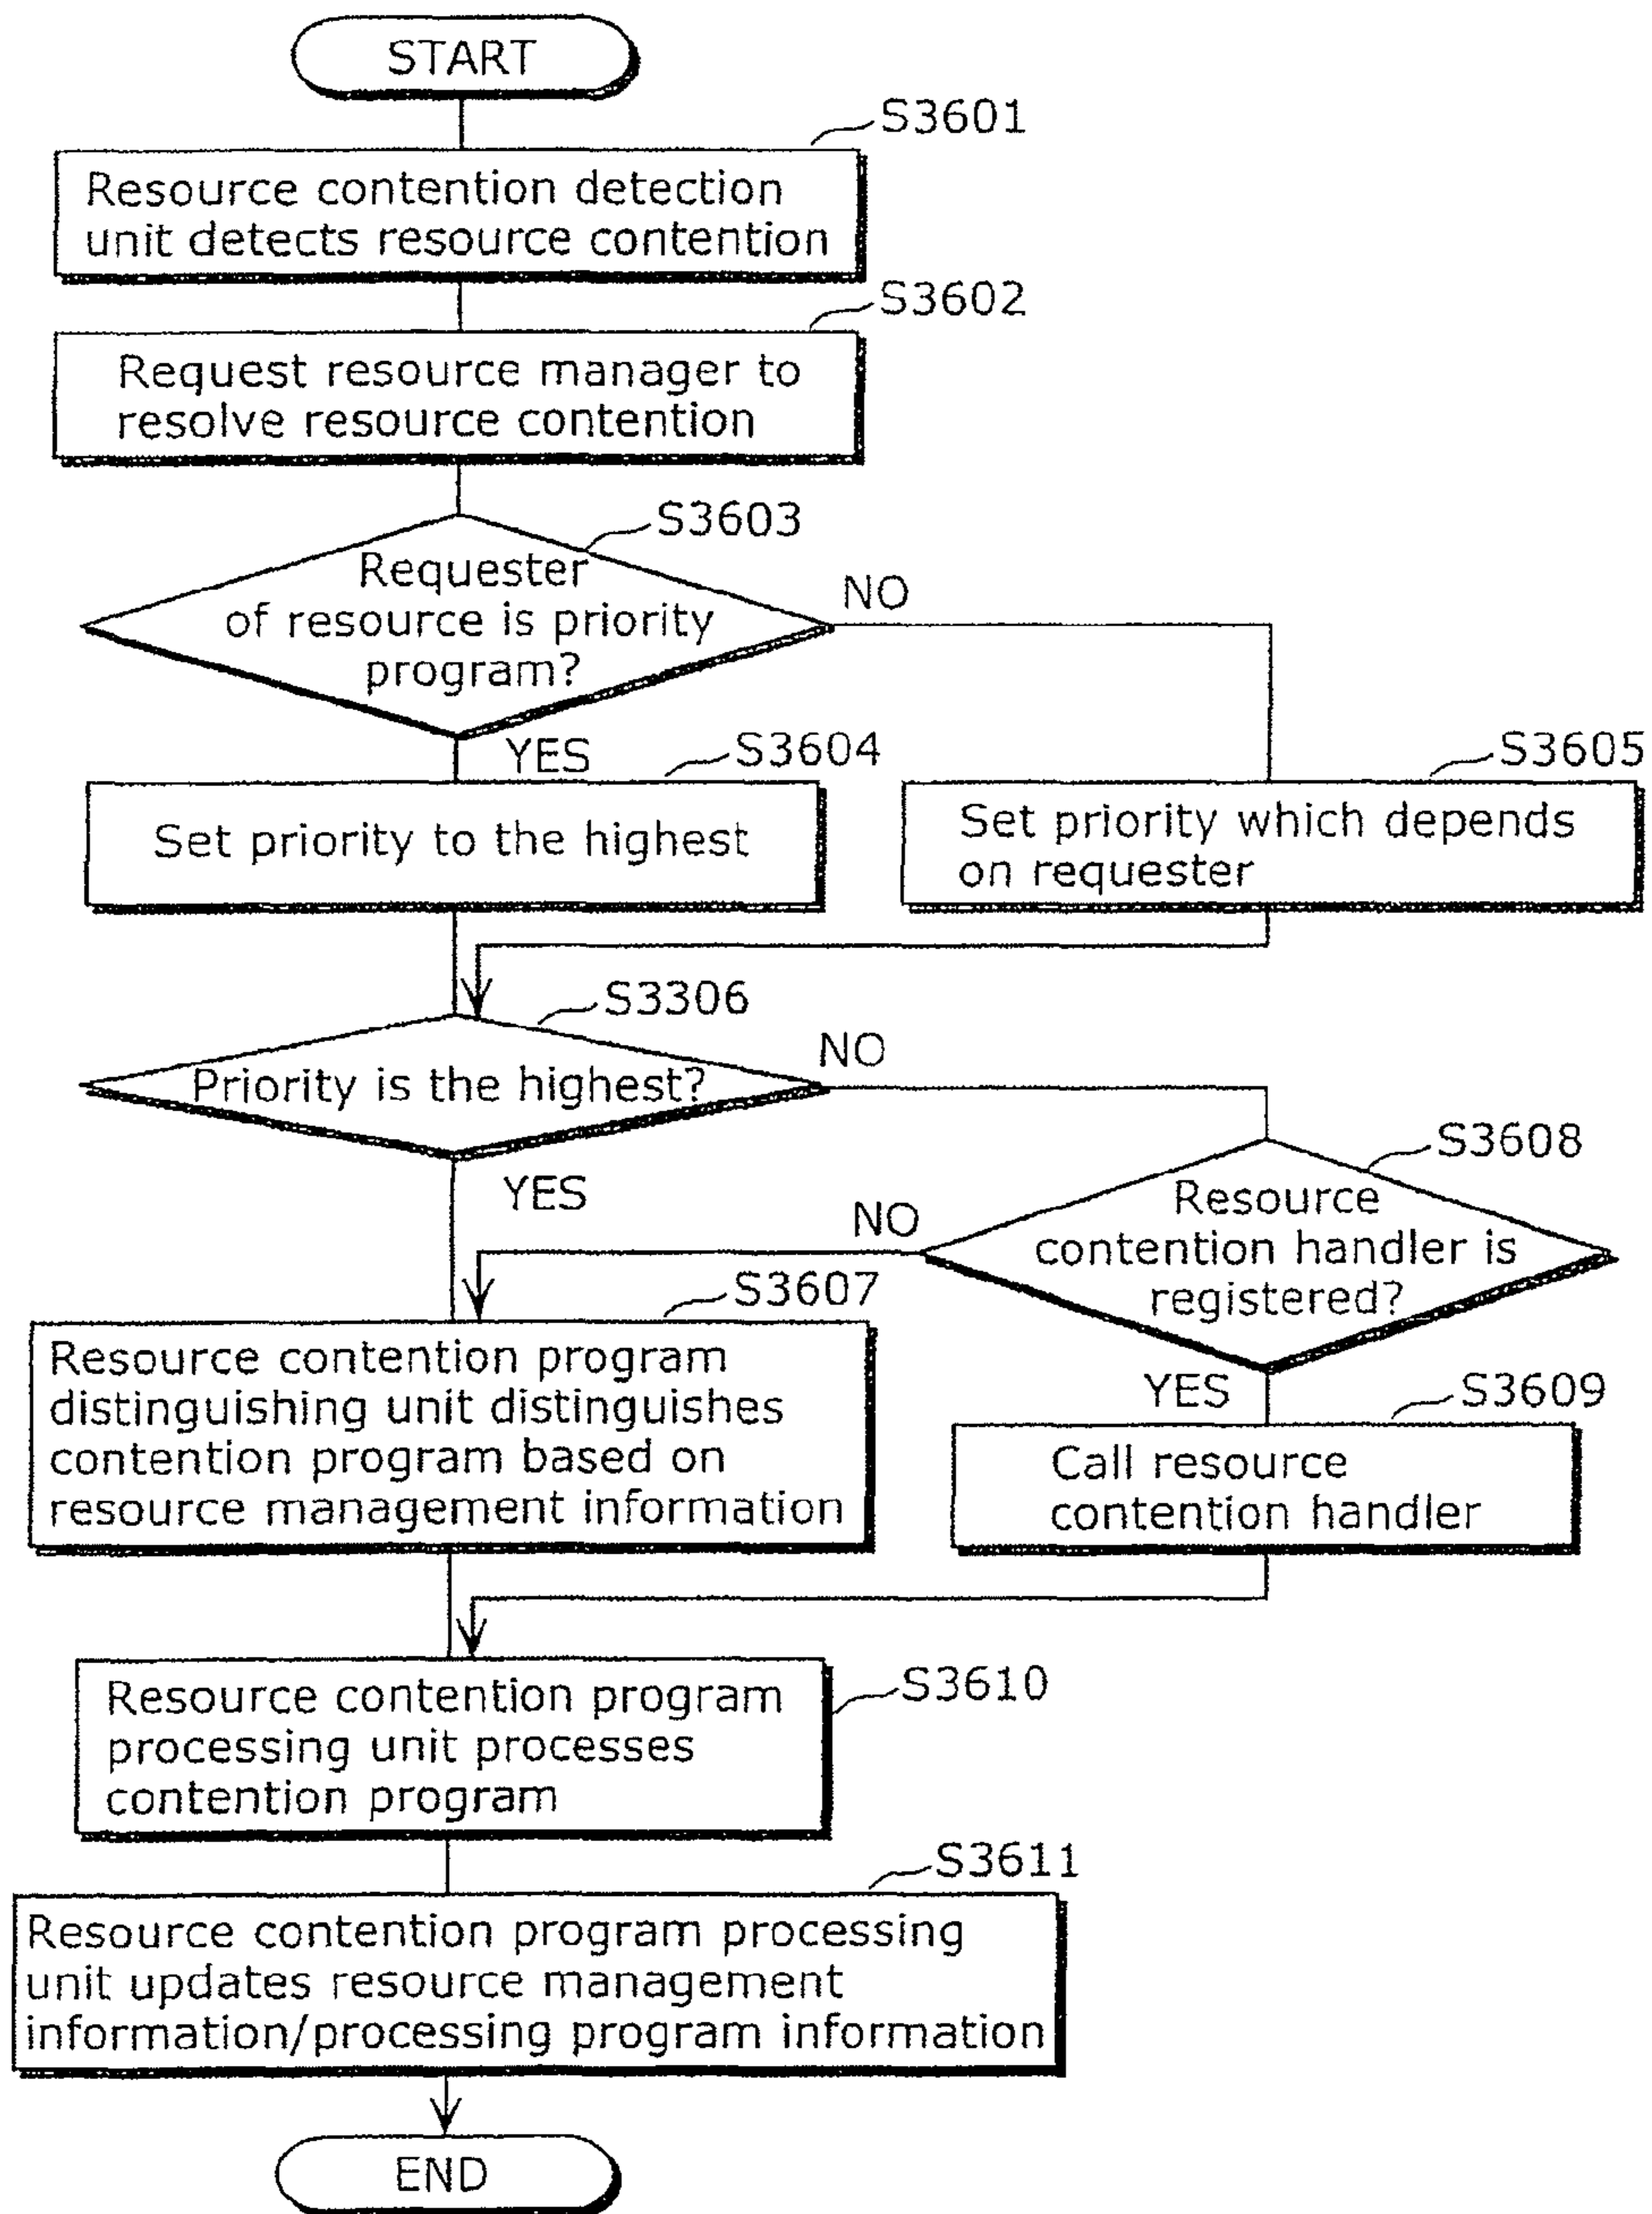 START
S3601
Resource contention detection
unit detects resource contention
S3602
Request resource manager to
resolve resource contention
S3603
Requester
of resource is priority
program?
NO
YES
S3604
Set priority to the highest
S3605
Set priority which depends
on requester
S3306
Priority is the highest?
NO
YES
S3608
Resource
contention handler is
registered?
NO
YES
S3607
Resource contention program
distinguishing unit distinguishes
contention program based on
resource management information
S3609
Call resource
contention handler
S3610
Resource contention program
processing unit processes
contention program
S3611
Resource contention program processing
unit updates resource management
information/processing program information
END